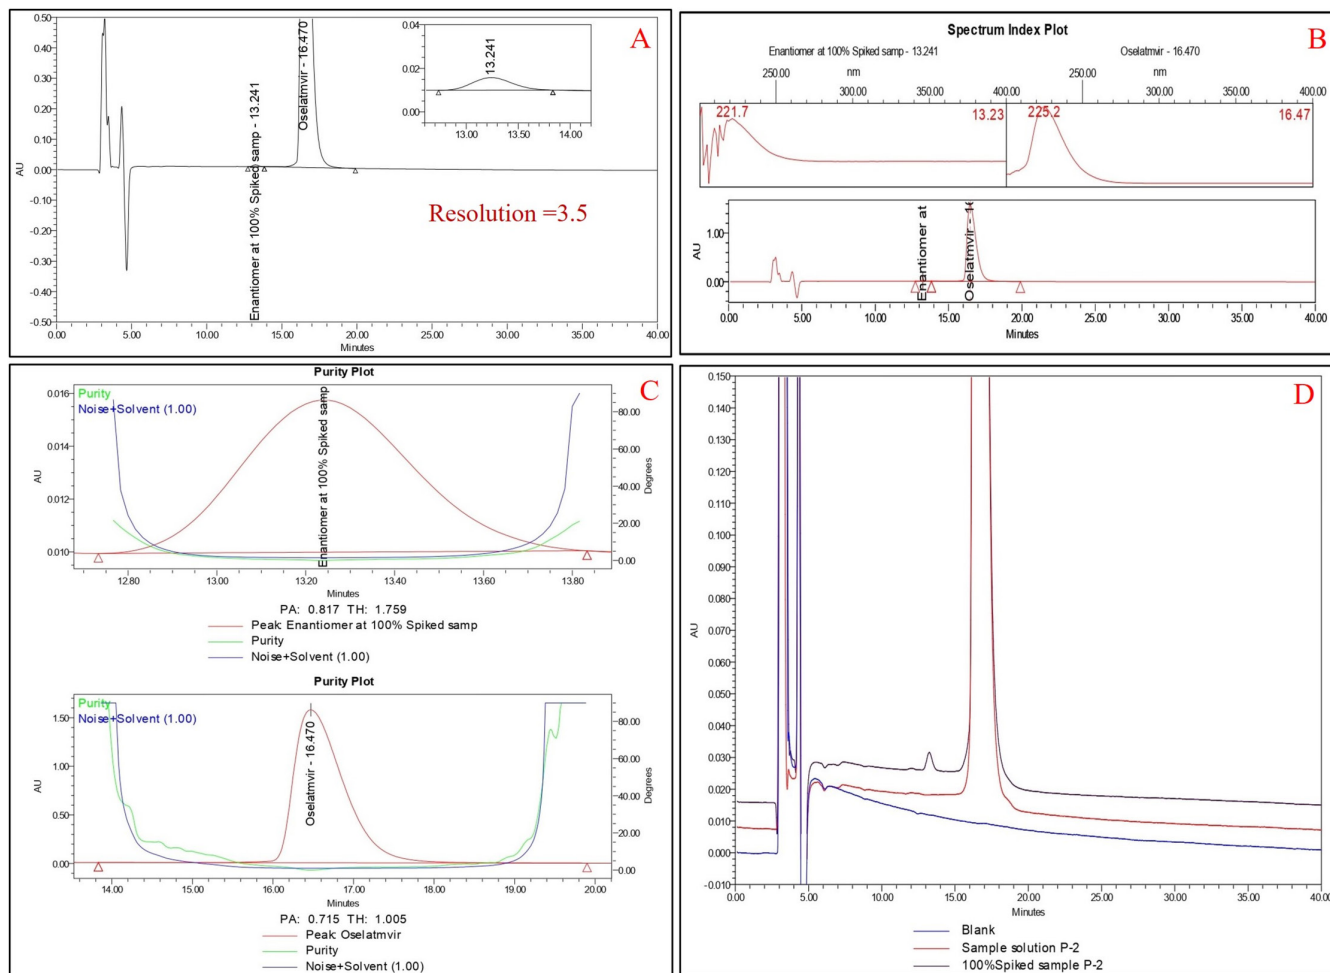 A
0.50
0.40
0.30
0.20
0.10
0.00
-0.10
-0.20
-0.30
-0.40
-0.50
AU
0.00
5.00
10.00
15.00
20.00
25.00
30.00
35.00
40.00
Minutes
Enantiomer at 100% Spiked samp - 13.241
Oselatmvir - 16.470
0.04
0.02
0.00
13.241
13.00
13.50
14.00
Resolution =3.5
B
Spectrum Index Plot
Enantiomer at 100% Spiked samp - 13.241
Oselatmvir - 16.470
nm
nm
250.00
300.00
350.00
400.00
250.00
300.00
350.00
400.00
221.7
13.23
225.2
16.47
AU
1.00
0.00
Enantiomer at
Oselatmvir - 1
0.00
5.00
10.00
15.00
20.00
25.00
30.00
35.00
40.00
Minutes
C
Purity Plot
Purity
Noise+Solvent (1.00)
0.016
0.014
0.012
0.010
AU
80.00
60.00
40.00
20.00
0.00
Degrees
Enantiomer at 100% Spiked samp
12.80
13.00
13.20
13.40
13.60
13.80
Minutes
PA: 0.817 TH: 1.759
Peak: Enantiomer at 100% Spiked samp
Purity
Noise+Solvent (1.00)
Purity Plot
Purity
Noise+Solvent (1.00)
1.50
1.00
0.50
0.00
AU
80.00
60.00
40.00
20.00
0.00
Degrees
Oselatmvir - 16.470
14.00
15.00
16.00
17.00
18.00
19.00
20.00
Minutes
PA: 0.715 TH: 1.005
Peak: Oselatmvir
Purity
Noise+Solvent (1.00)
D
0.150
0.140
0.130
0.120
0.110
0.100
0.090
0.080
0.070
0.060
0.050
0.040
0.030
0.020
0.010
0.000
-0.010
AU
0.00
5.00
10.00
15.00
20.00
25.00
30.00
35.00
40.00
Minutes
Blank
Sample solution P-2
100%Spiked sample P-2